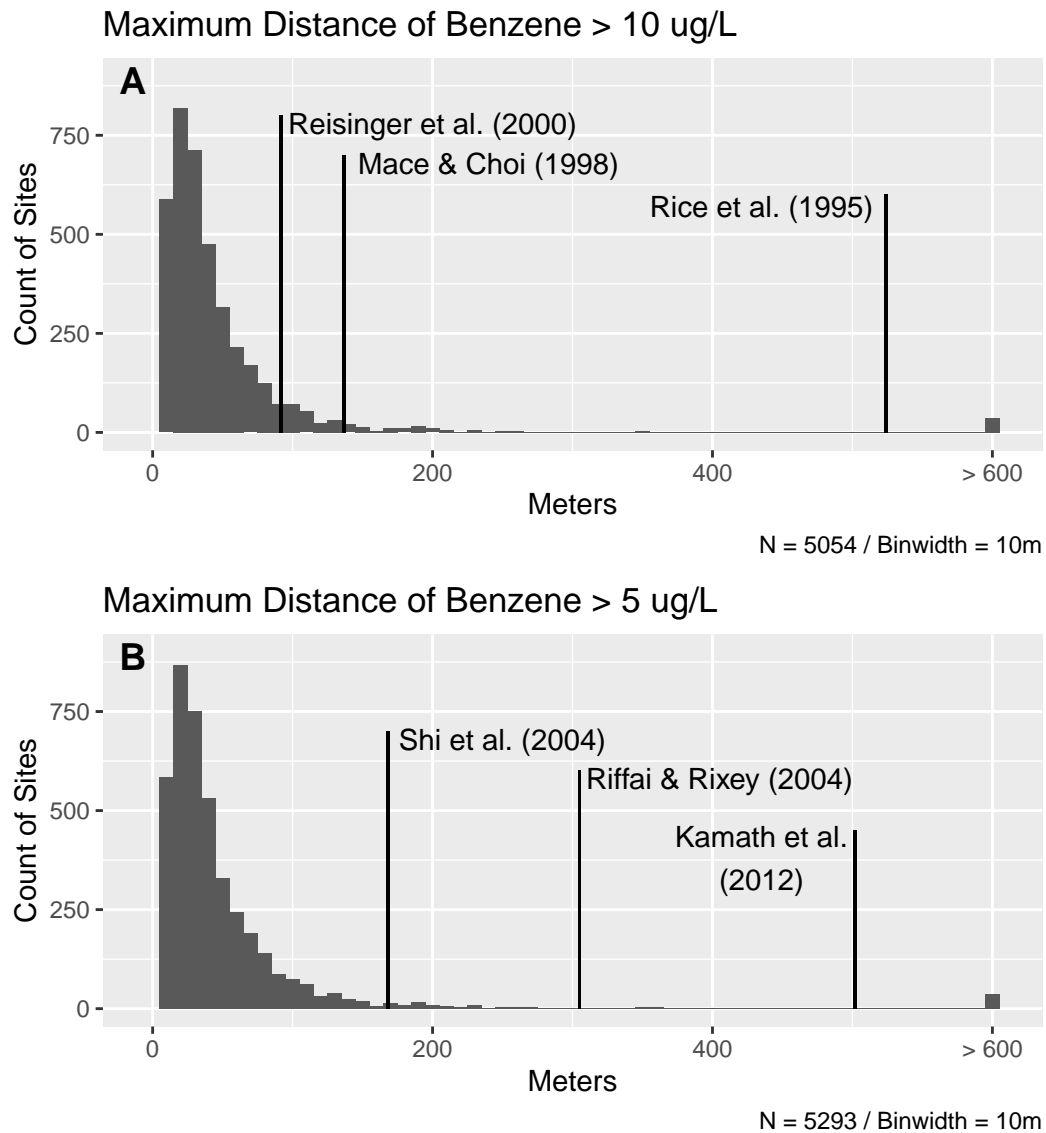 Maximum Distance of Benzene > 10 ug/L
A
Reisinger et al. (2000)
Mace & Choi (1998)
Rice et al. (1995)
Count of Sites
750
500
250
0
0
200
400
> 600
Meters
N = 5054 / Binwidth = 10m
Maximum Distance of Benzene > 5 ug/L
B
Shi et al. (2004)
Riffai & Rixey (2004)
Kamath et al.
(2012)
Count of Sites
750
500
250
0
0
200
400
> 600
Meters
N = 5293 / Binwidth = 10m